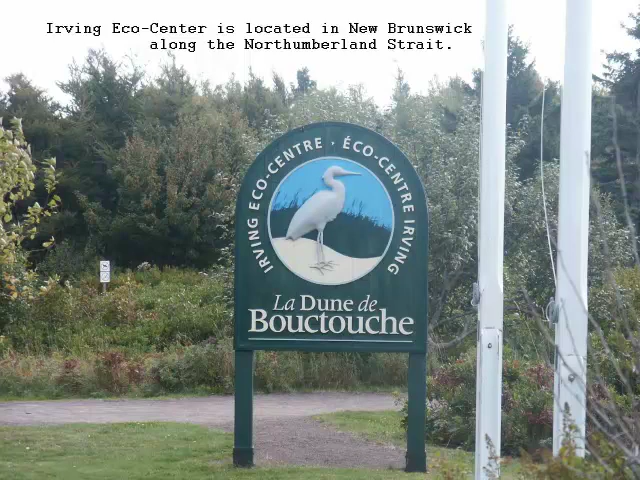 Irving Eco-Center is located in New Brunswick
along the Northumberland Strait.
IRVING ECO-CENTRE · ÉCO-CENTRE IRVING
La Dune de
Bouctouche